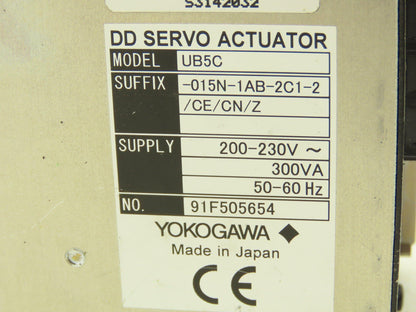 S3142032
DD SERVO ACTUATOR
MODEL UB5C
SUFFIX -015N-1AB-2C1-2
/CE/CN/Z
SUPPLY 200-230V ~
300VA
50-60 Hz
NO. 91F505654
YOKOGAWA
Made in Japan
CE